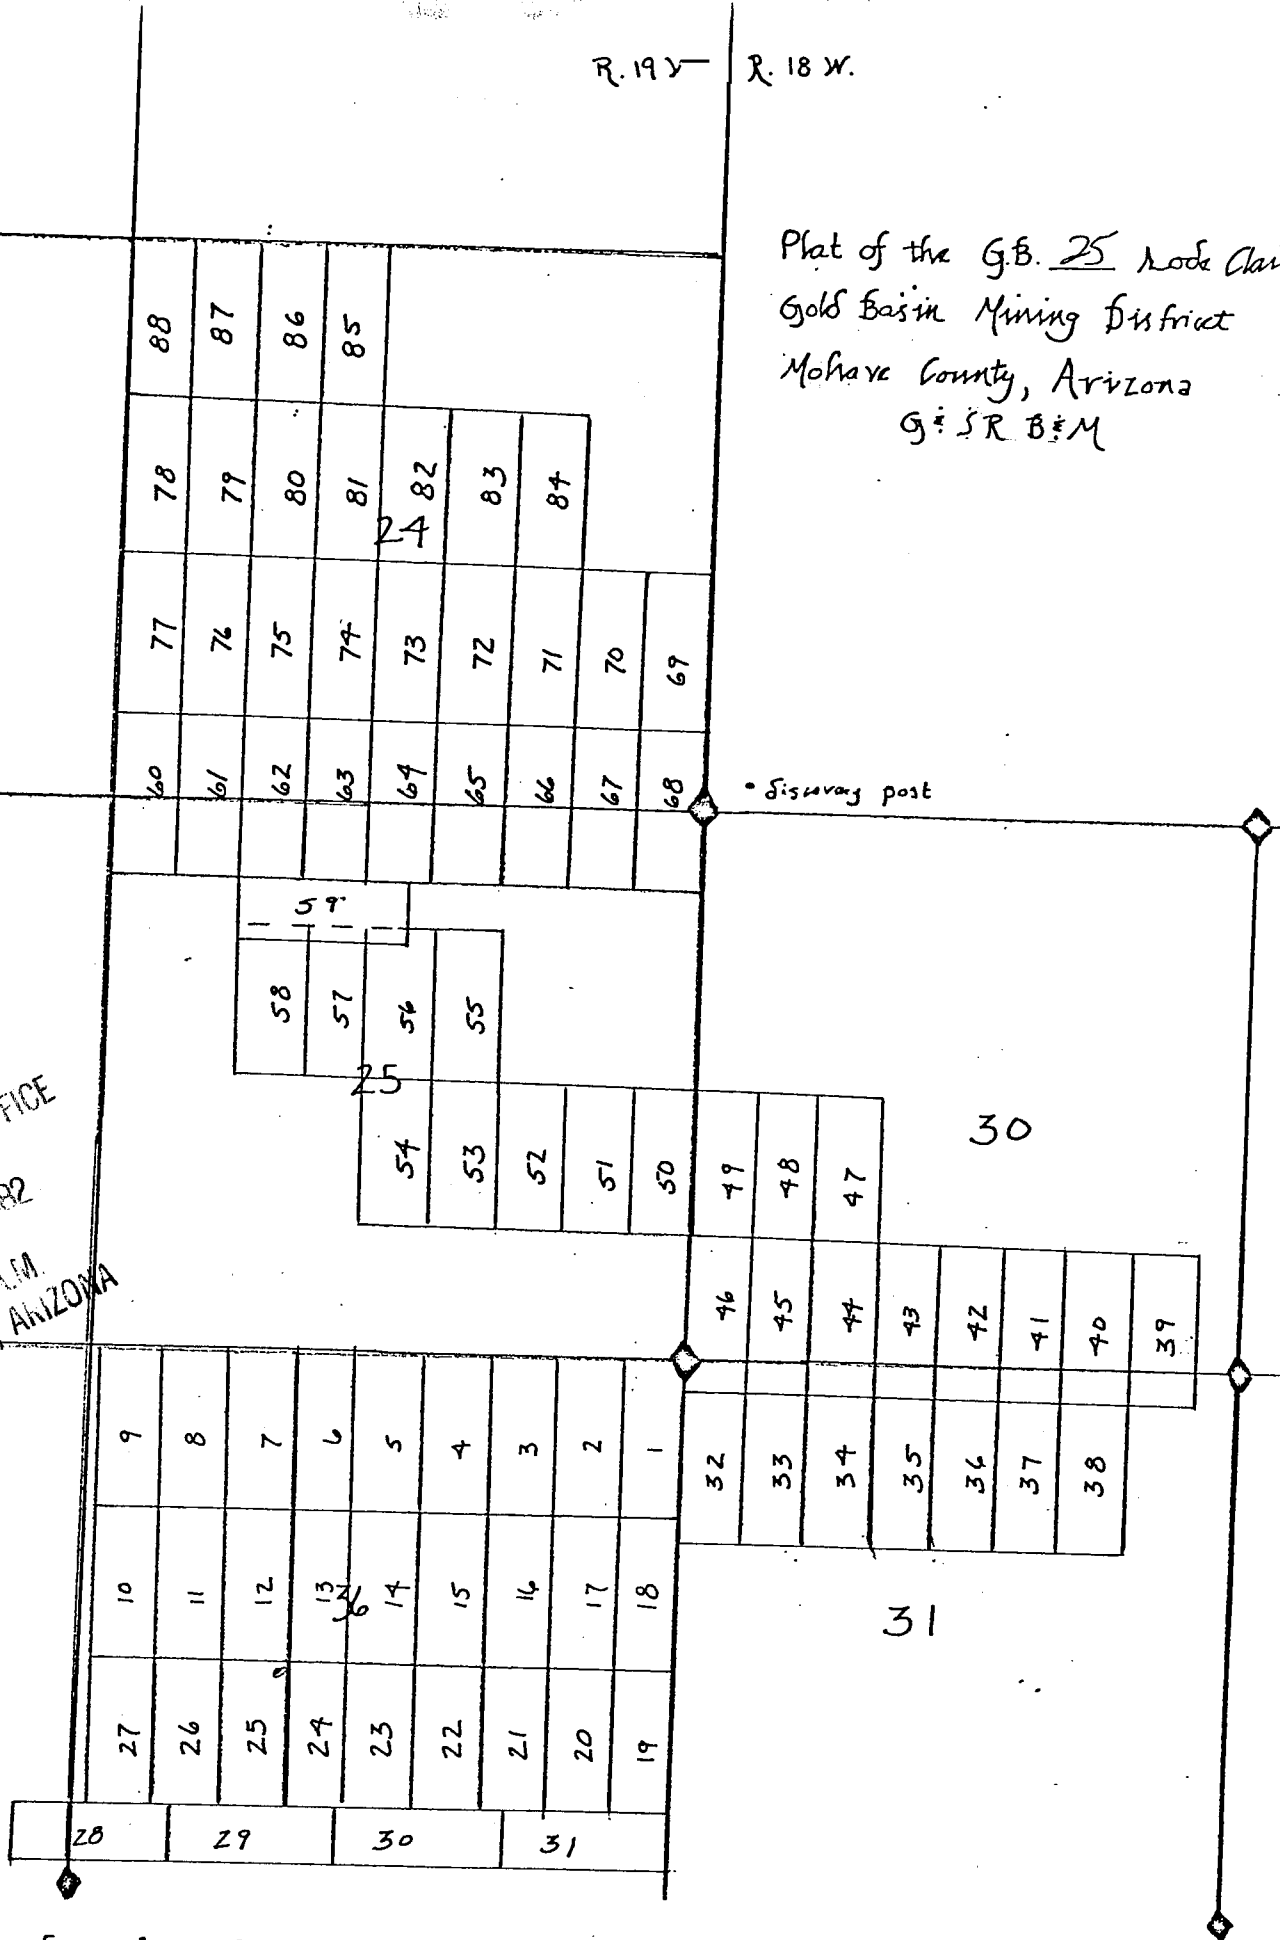 R. 19 W R. 18 W.
Plat of the G.B. 25 Lode
Gold Basin Mining District
Mohave County, Arizona
G & S R B & M
88 87 86 85
78 79 80 81 82 83 84
24
77 76 75 74 73 72 71 70 69
60 61 62 63 64 65 66 67 68
• discovery post
59
58 57 56 55
25
54 53 52 51 50 49 48 47
30
46 45 44 43 42 41 40 39
82
A.M.
ARIZONA
9 8 7 6 5 4 3 2 1
32 33 34 35 36 37 38
10 11 12 13 14 15 16 17 18
36
31
27 26 25 24 23 22 21 20 19
28 29 30 31